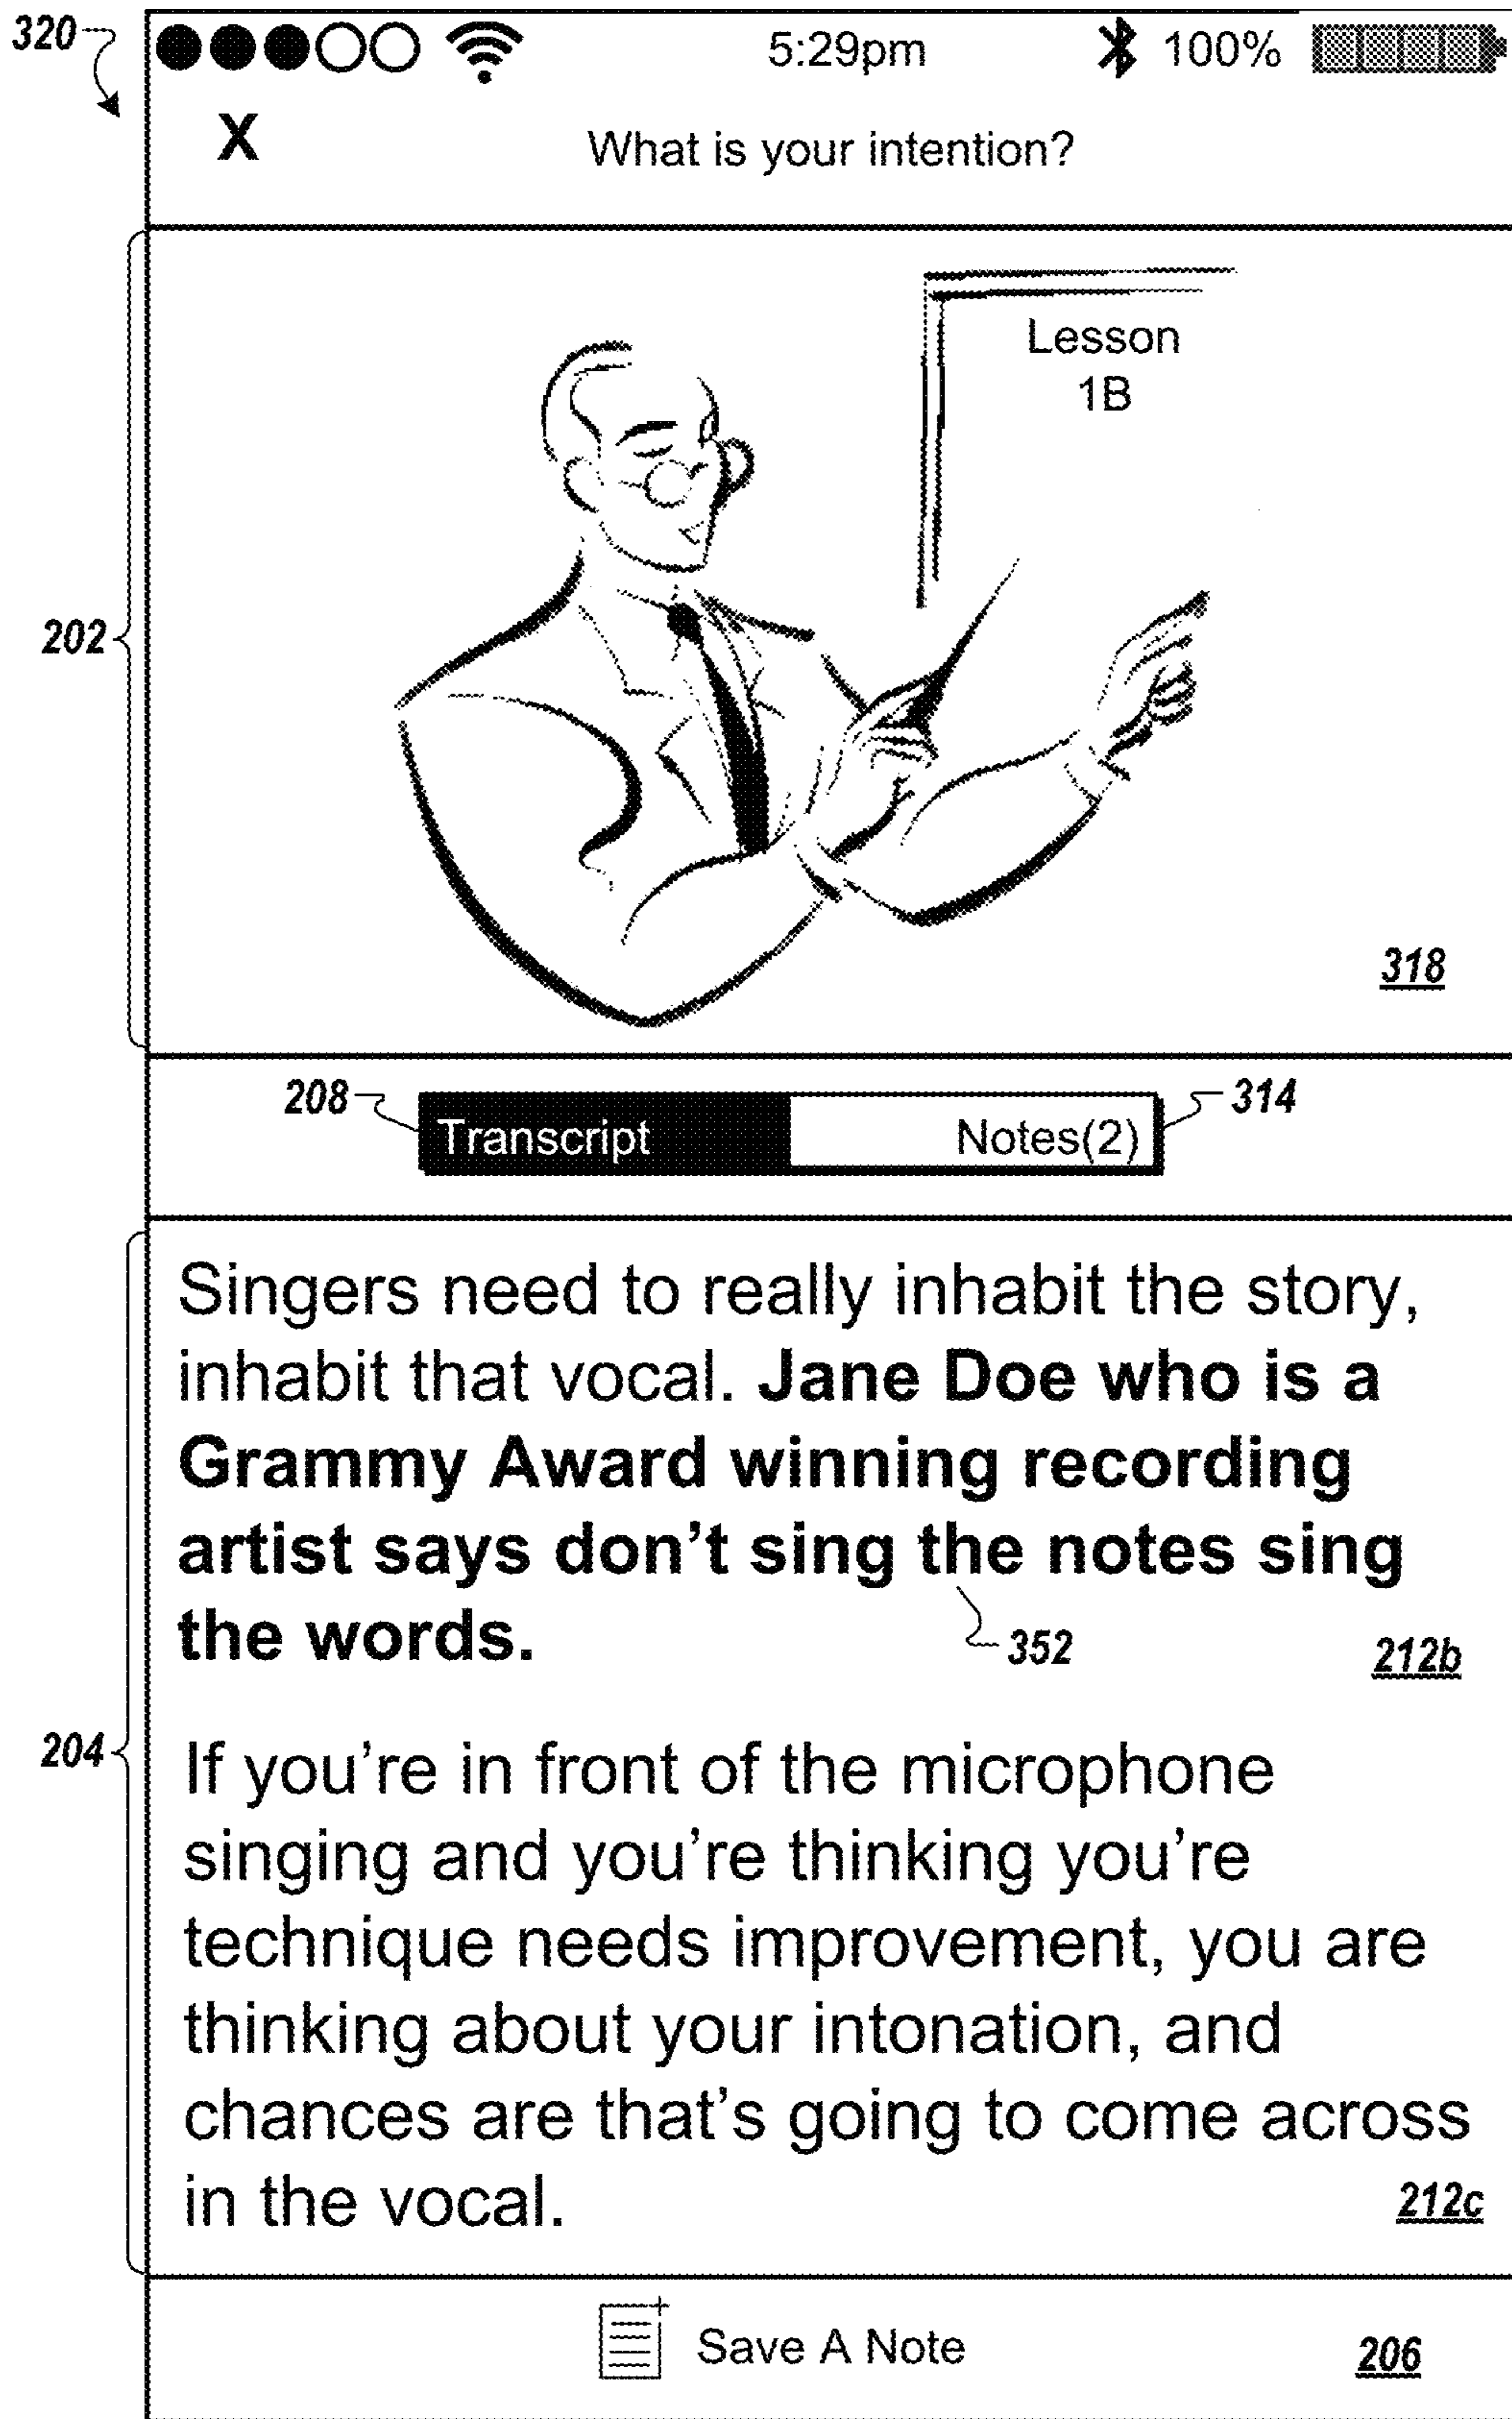 320
5:29pm 100%
X What is your intention?
Lesson
1B
202
318
208 Transcript Notes(2) 314
Singers need to really inhabit the story,
inhabit that vocal. Jane Doe who is a
Grammy Award winning recording
artist says don't sing the notes sing
the words.
352 212b
204
If you're in front of the microphone
singing and you're thinking you're
technique needs improvement, you are
thinking about your intonation, and
chances are that's going to come across
in the vocal.
212c
Save A Note 206